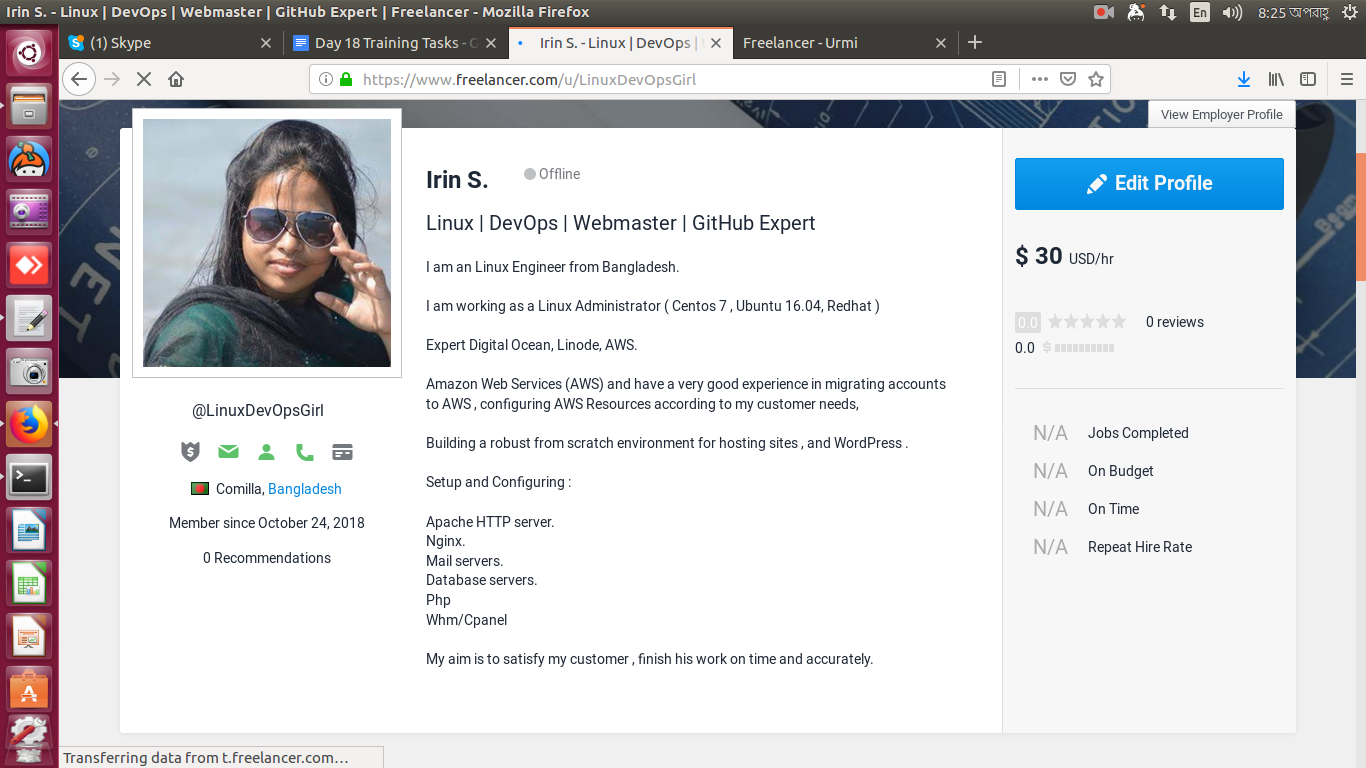 Irin S. - Linux | DevOps | Webmaster | GitHub Expert | Freelancer - Mozilla Firefox
En
8:25 অপরাহ্ণ
(1) Skype
Day 18 Training Tasks - G
Irin S. - Linux | DevOps | W
Freelancer - Urmi
https://www.freelancer.com/u/LinuxDevOpsGirl
View Employer Profile
Irin S.
Offline
Edit Profile
Linux | DevOps | Webmaster | GitHub Expert
$ 30 USD/hr
I am an Linux Engineer from Bangladesh.
I am working as a Linux Administrator ( Centos 7 , Ubuntu 16.04, Redhat )
0.0
0 reviews
0.0
Expert Digital Ocean, Linode, AWS.
Amazon Web Services (AWS) and have a very good experience in migrating accounts
to AWS , configuring AWS Resources according to my customer needs,
@LinuxDevOpsGirl
N/A Jobs Completed
Building a robust from scratch environment for hosting sites , and WordPress .
N/A On Budget
Comilla, Bangladesh
Setup and Configuring :
N/A On Time
Member since October 24, 2018
Apache HTTP server.
Nginx.
N/A Repeat Hire Rate
0 Recommendations
Mail servers.
Database servers.
Php
Whm/Cpanel
My aim is to satisfy my customer , finish his work on time and accurately.
Transferring data from t.freelancer.com…